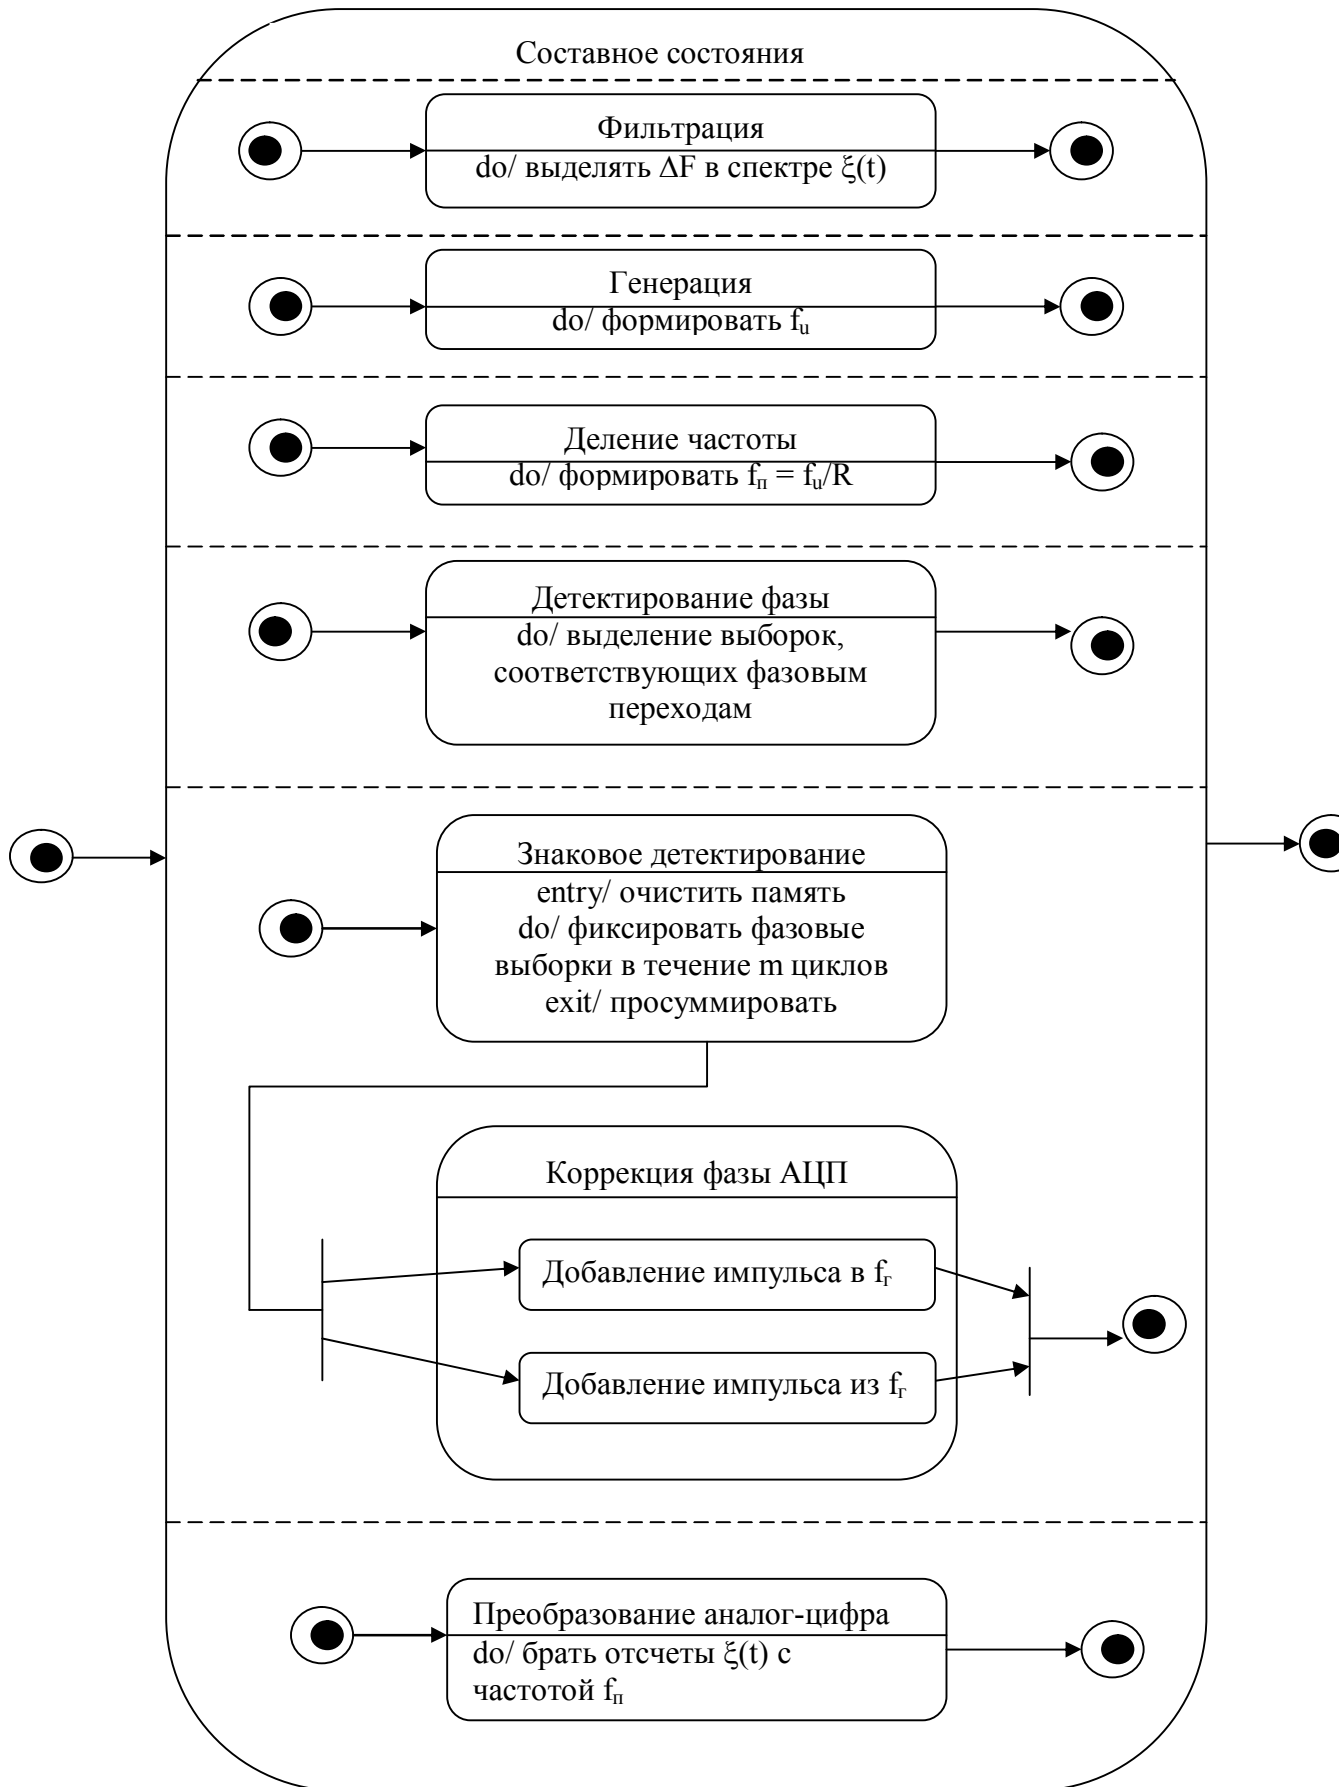 Составное состояния
Фильтрация
do/ выделять ΔF в спектре ξ(t)
Генерация
do/ формировать fu
Деление частоты
do/ формировать fп = fu/R
Детектирование фазы
do/ выделение выборок,
соответствующих фазовым
переходам
Знаковое детектирование
entry/ очистить память
do/ фиксировать фазовые
выборки в течение m циклов
exit/ просуммировать
Коррекция фазы АЦП
Добавление импульса в fг
Добавление импульса из fг
Преобразование аналог-цифра
do/ брать отсчеты ξ(t) с
частотой fп